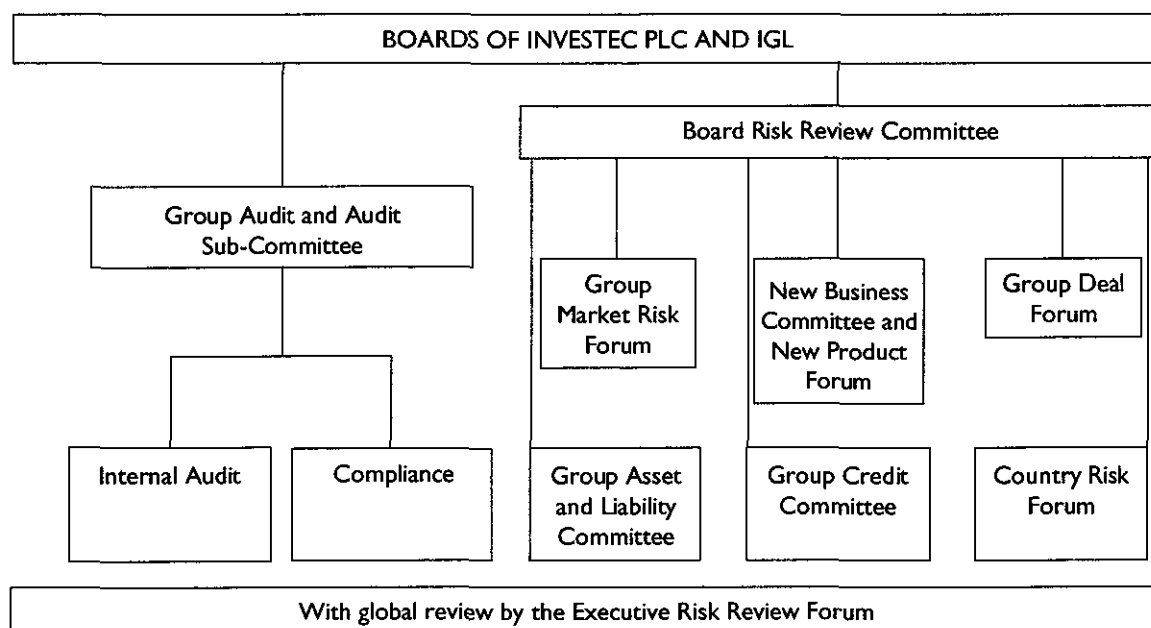 BOARDS OF INVESTEC PLC AND IGL
Board Risk Review Committee
Group Audit and Audit
Sub-Committee
Group
Market Risk
Forum
New Business
Committee and
New Product
Forum
Group Deal
Forum
Internal Audit
Compliance
Group Asset
and Liability
Committee
Group Credit
Committee
Country Risk
Forum
With global review by the Executive Risk Review Forum